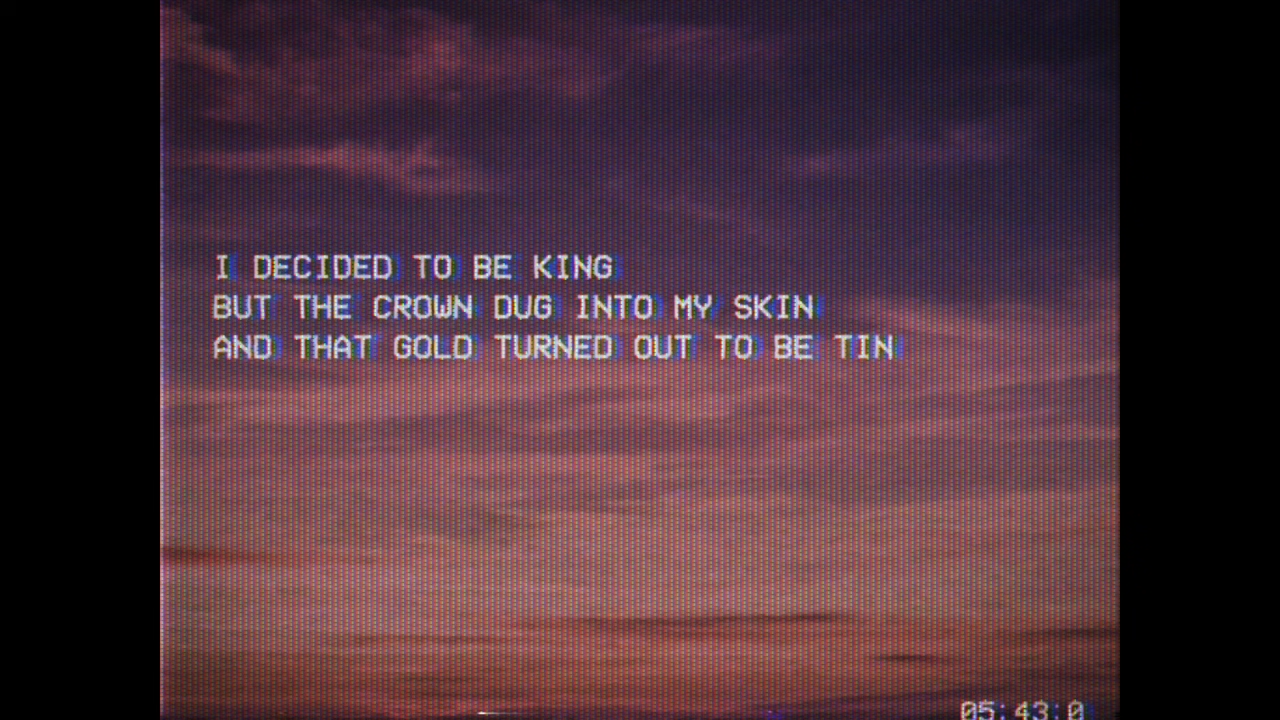 I DECIDED TO BE KING
BUT THE CROWN DUG INTO MY SKIN
AND THAT GOLD TURNED OUT TO BE TIN
05:43:0